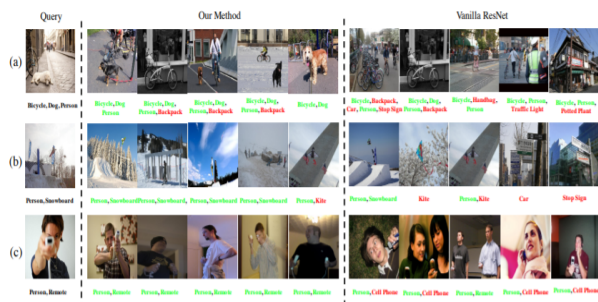 Query Our Method Vanilla ResNet
(a)
Bicycle, Dog, Person
Bicycle, Dog, Person
Bicycle, Dog, Person, Backpack
Bicycle, Dog, Person, Backpack
Bicycle, Dog, Person, Backpack
Bicycle, Dog
Bicycle, Backpack, Car, Person, Stop Sign
Bicycle, Dog, Person, Backpack
Bicycle, Handbag, Person
Bicycle, Person, Traffic Light
Bicycle, Person, Potted Plant
(b)
Person, Snowboard
Person, Snowboard
Person, Snowboard
Person, Snowboard
Person, Snowboard
Person, Kite
Person, Snowboard
Kite
Person, Kite
Car
Stop Sign
(c)
Person, Remote
Person, Remote
Person, Remote
Person, Remote
Person, Remote
Person, Remote
Person, Cell Phone
Person, Cell Phone
Person, Remote
Person, Cell Phone
Person, Cell Phone